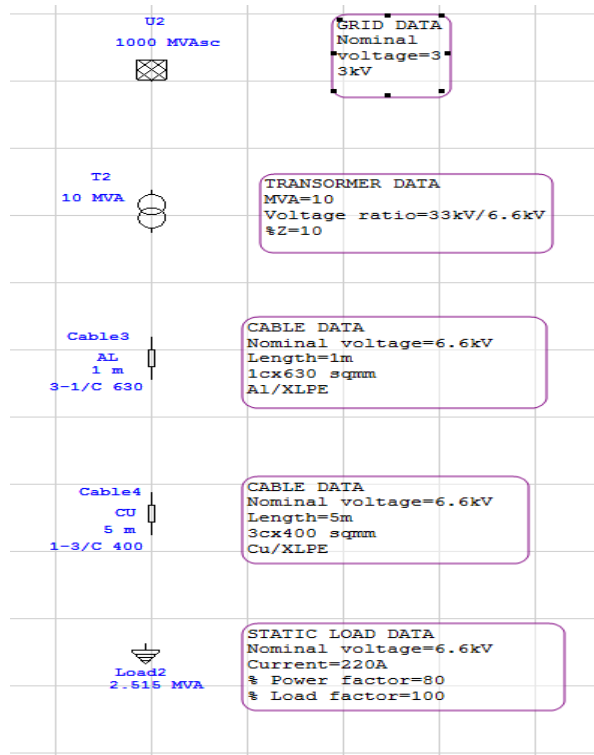 U2
1000 MVAsc
GRID DATA
Nominal
voltage=3
3kV
T2
10 MVA
TRANSORMER DATA
MVA=10
Voltage ratio=33kV/6.6kV
%Z=10
Cable3
AL
1 m
3-1/C 630
CABLE DATA
Nominal voltage=6.6kV
Length=1m
1cx630 sqmm
Al/XLPE
Cable4
CU
5 m
1-3/C 400
CABLE DATA
Nominal voltage=6.6kV
Length=5m
3cx400 sqmm
Cu/XLPE
Load2
2.515 MVA
STATIC LOAD DATA
Nominal voltage=6.6kV
Current=220A
% Power factor=80
% Load factor=100